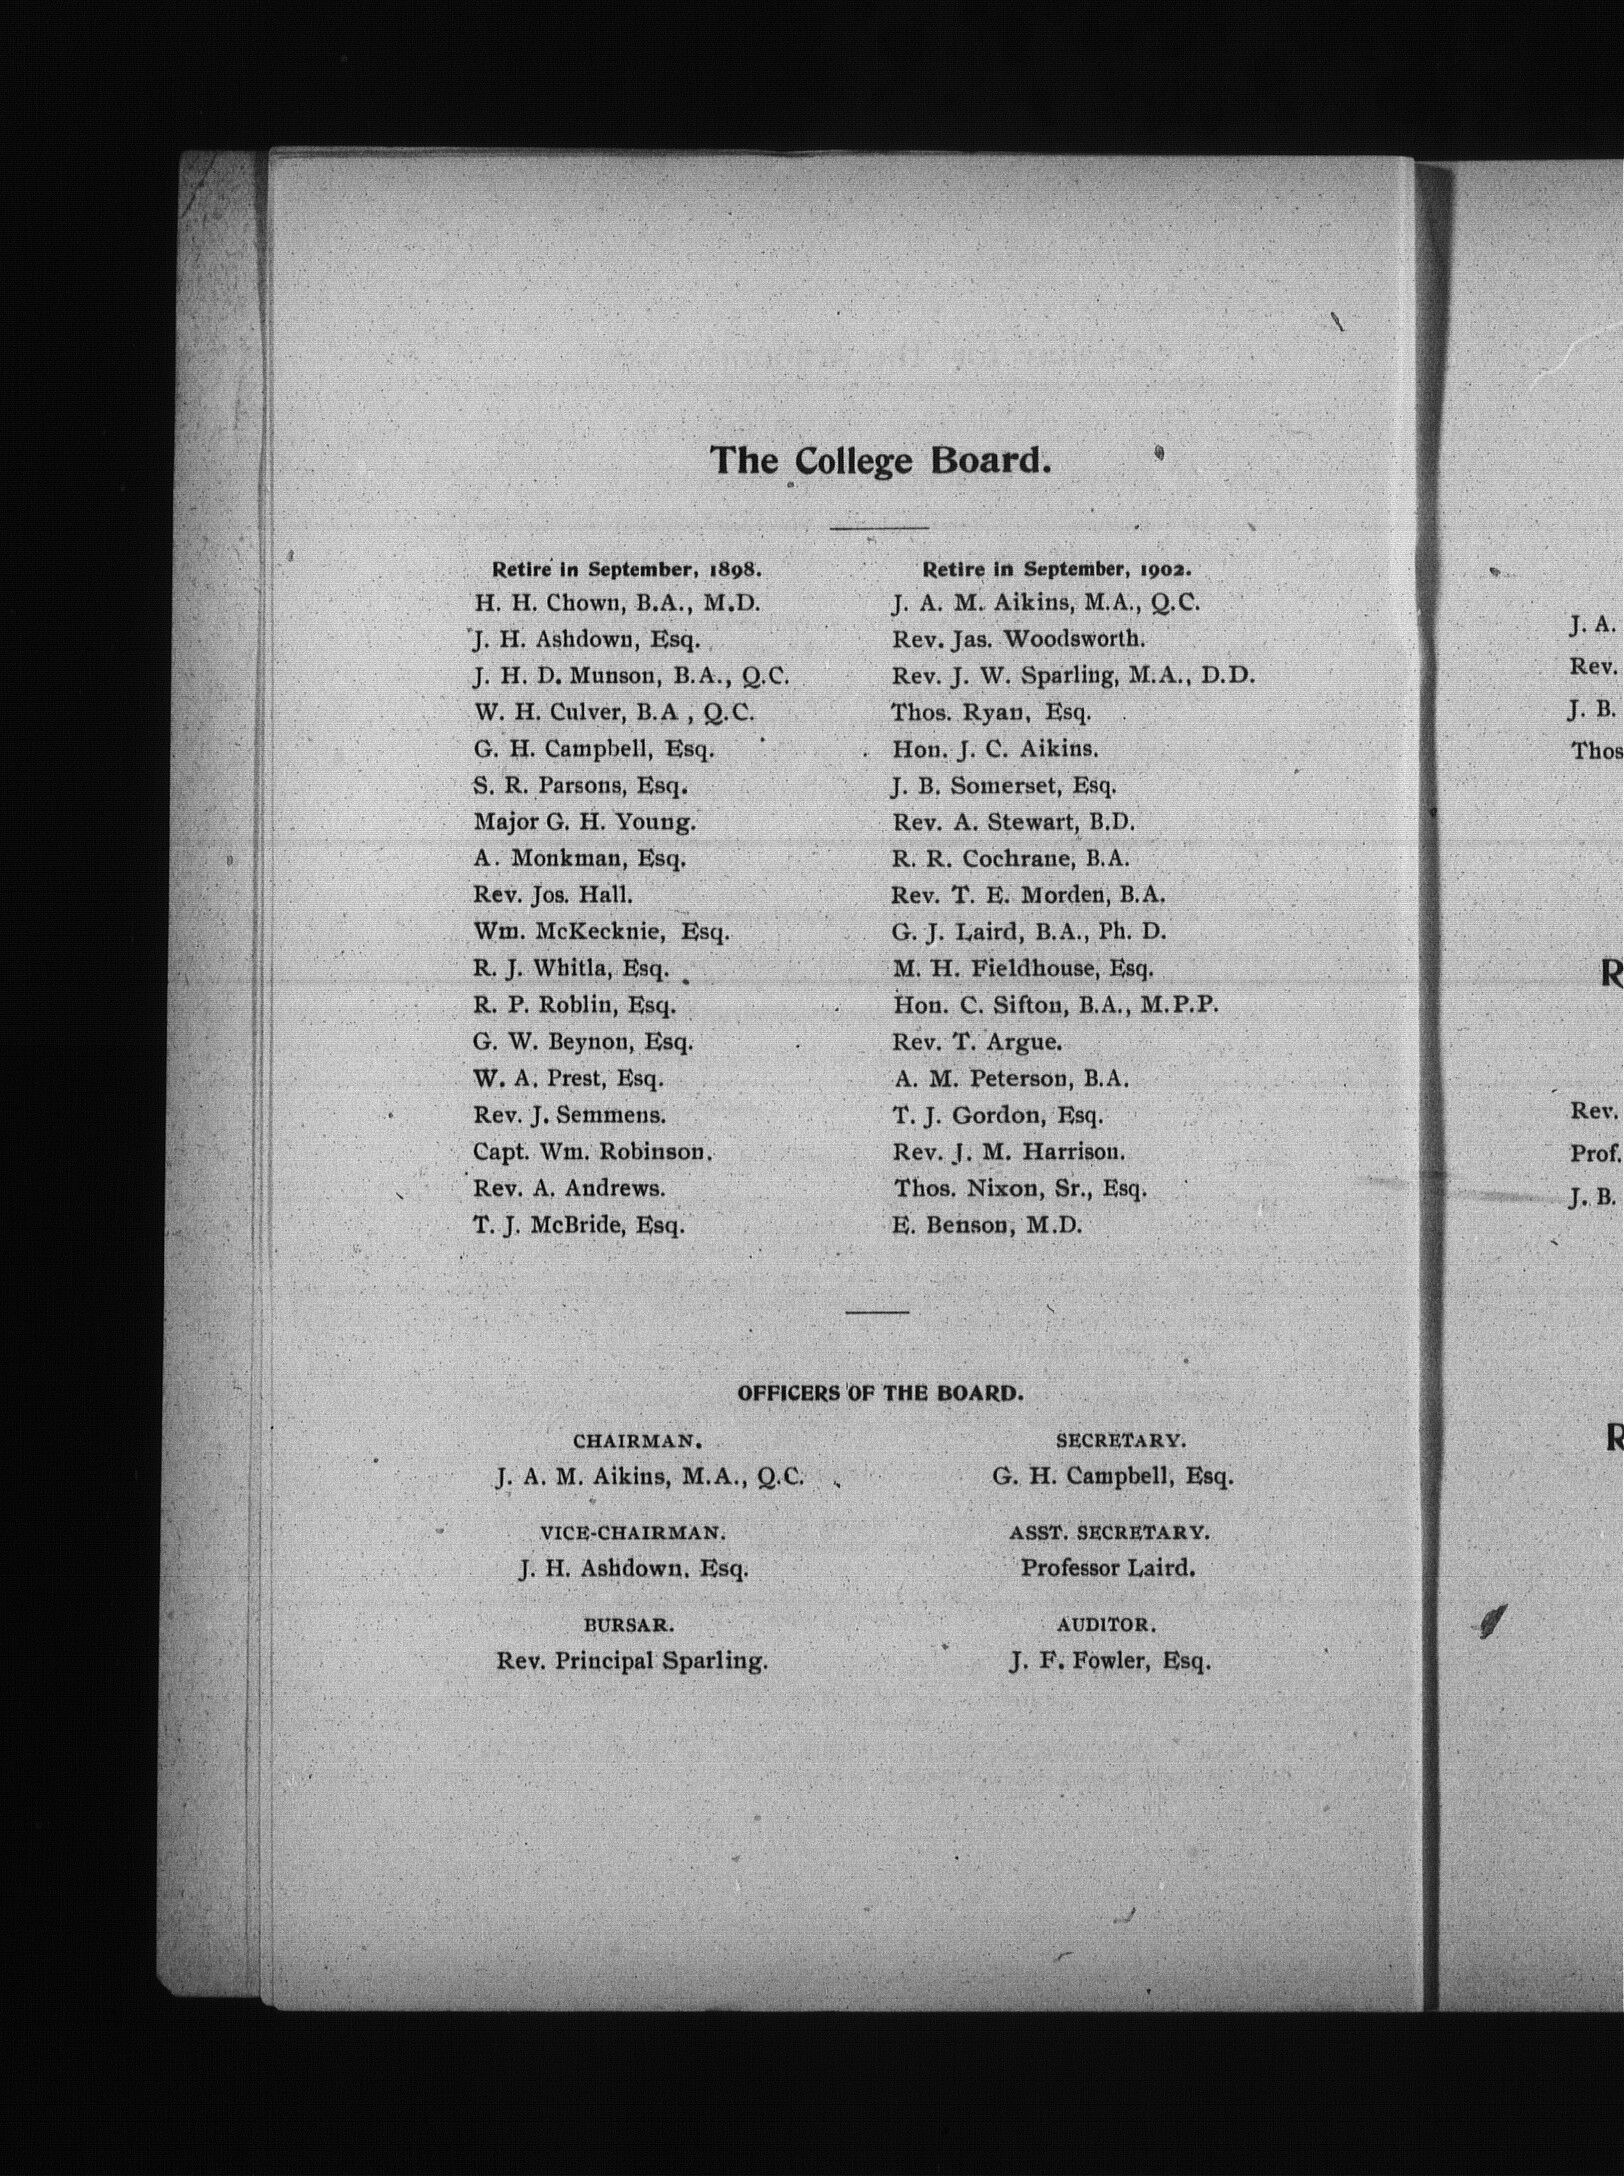 The College Board.
Retire in September, 1898.
H. H. Chown, B.A., M.D.
J. H. Ashdown, Esq.
J. H. D. Munson, B.A., Q.C.
W. H. Culver, B.A , Q.C.
G. H. Campbell, Esq.
S. R. Parsons, Esq.
Major G. H. Young.
A. Monkman, Esq.
Rev. Jos. Hall.
Wm. McKecknie, Esq.
R. J. Whitla, Esq.
R. P. Roblin, Esq.
G. W. Beynon, Esq.
W. A. Prest, Esq.
Rev. J. Semmens.
Capt. Wm. Robinson.
Rev. A. Andrews.
T. J. McBride, Esq.
Retire in September, 1902.
J. A. M. Aikins, M.A., Q.C.
Rev. Jas. Woodsworth.
Rev. J. W. Sparling, M.A., D.D.
Thos. Ryan, Esq.
Hon. J. C. Aikins.
J. B. Somerset, Esq.
Rev. A. Stewart, B.D.
R. R. Cochrane, B.A.
Rev. T. E. Morden, B.A.
G. J. Laird, B.A., Ph. D.
M. H. Fieldhouse, Esq.
Hon. C. Sifton, B.A., M.P.P.
Rev. T. Argue.
A. M. Peterson, B.A.
T. J. Gordon, Esq.
Rev. J. M. Harrison.
Thos. Nixon, Sr., Esq.
E. Benson, M.D.
OFFICERS OF THE BOARD.
CHAIRMAN.
J. A. M. Aikins, M.A., Q.C.
VICE-CHAIRMAN.
J. H. Ashdown, Esq.
BURSAR.
Rev. Principal Sparling.
SECRETARY.
G. H. Campbell, Esq.
ASST. SECRETARY.
Professor Laird.
AUDITOR.
J. F. Fowler, Esq.
J. A.
Rev.
J. B.
Thos
R
Rev.
Prof.
J. B.
R